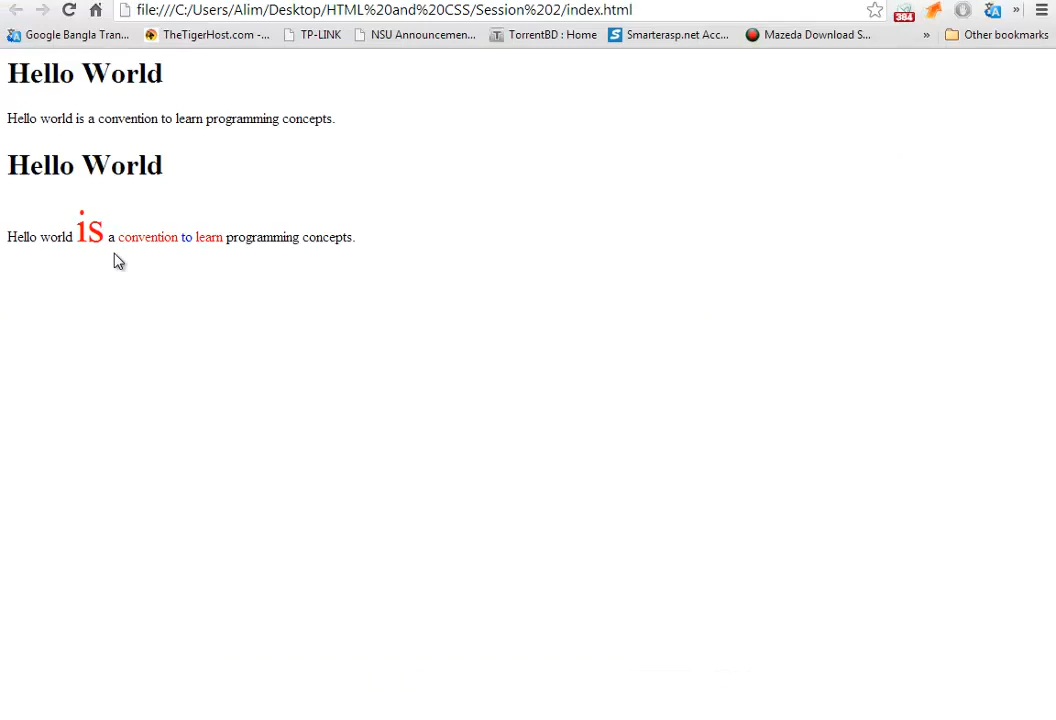 file:///C:/Users/Alim/Desktop/HTML%20and%20CSS/Session%202/index.html
384
Google Bangla Tran... TheTigerHost.com -... TP-LINK NSU Announcemen... TorrentBD : Home Smarterasp.net Acc... Mazeda Download S... » Other bookmarks
Hello World
Hello world is a convention to learn programming concepts.
Hello World
Hello world is a convention to learn programming concepts.